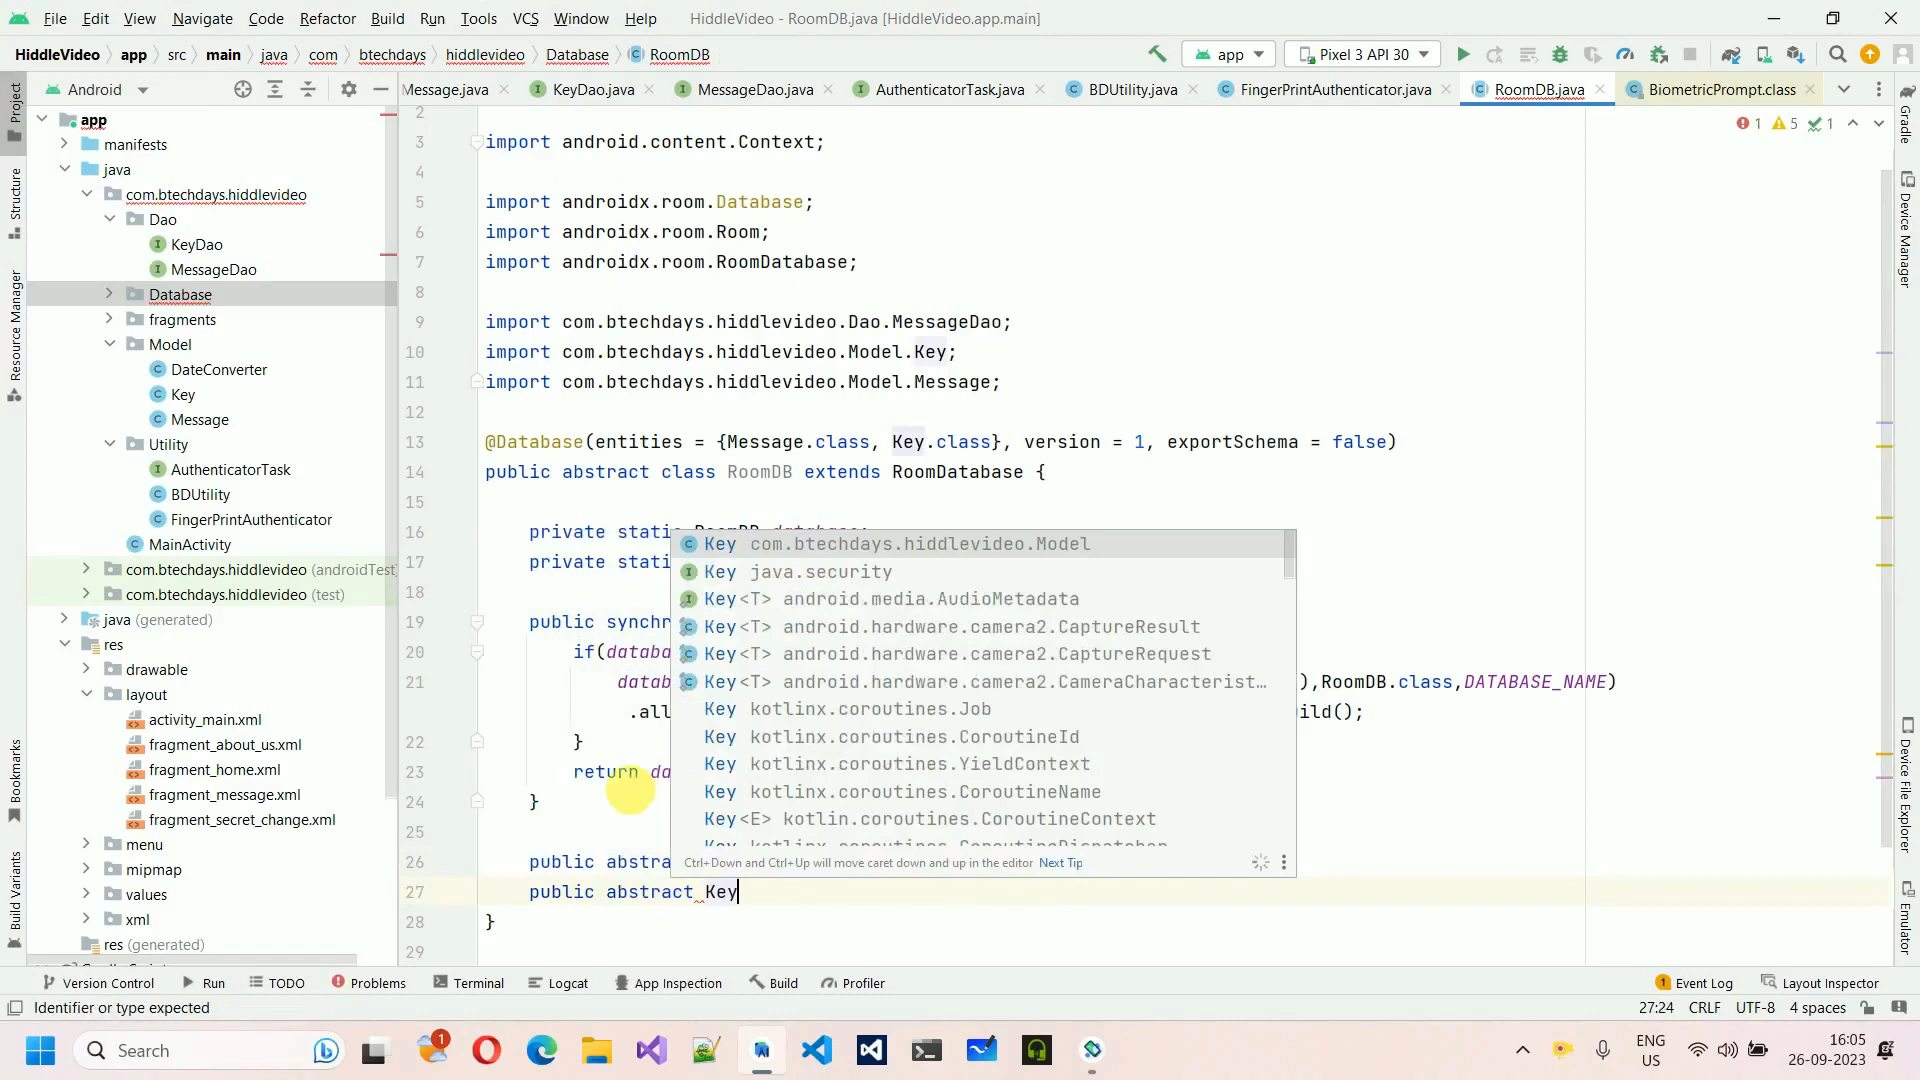 File Edit View Navigate Code Refactor Build Run Tools VCS Window Help HiddleVideo - RoomDB.java [HiddleVideo.app.main]
HiddleVideo app src main java com btechdays hiddlevideo Database RoomDB app Pixel 3 API 30
Android Message.java KeyDao.java MessageDao.java AuthenticatorTask.java BDUtility.java FingerPrintAuthenticator.java RoomDB.java BiometricPrompt.class
1 5 1
Project
Structure
Resource Manager
Bookmarks
Build Variants
app
manifests
java
com.btechdays.hiddlevideo
Dao
KeyDao
MessageDao
Database
fragments
Model
DateConverter
Key
Message
Utility
AuthenticatorTask
BDUtility
FingerPrintAuthenticator
MainActivity
com.btechdays.hiddlevideo (androidTest)
com.btechdays.hiddlevideo (test)
java (generated)
res
drawable
layout
activity_main.xml
fragment_about_us.xml
fragment_home.xml
fragment_message.xml
fragment_secret_change.xml
menu
mipmap
values
xml
res (generated)
2
3 import android.content.Context;
4
5 import androidx.room.Database;
6 import androidx.room.Room;
7 import androidx.room.RoomDatabase;
8
9 import com.btechdays.hiddlevideo.Dao.MessageDao;
10 import com.btechdays.hiddlevideo.Model.Key;
11 import com.btechdays.hiddlevideo.Model.Message;
12
13 @Database(entities = {Message.class, Key.class}, version = 1, exportSchema = false)
14 public abstract class RoomDB extends RoomDatabase {
15
16 private static RoomDB database;
17 private stati
18
19 public synchr
20 if(databa
21 datab ),RoomDB.class,DATABASE_NAME)
.all ild();
22 }
23 return da
24 }
25
26 public abstra
27 public abstract Key
28 }
29
Key com.btechdays.hiddlevideo.Model
Key java.security
Key<T> android.media.AudioMetadata
Key<T> android.hardware.camera2.CaptureResult
Key<T> android.hardware.camera2.CaptureRequest
Key<T> android.hardware.camera2.CameraCharacterist…
Key kotlinx.coroutines.Job
Key kotlinx.coroutines.CoroutineId
Key kotlinx.coroutines.YieldContext
Key kotlinx.coroutines.CoroutineName
Key<E> kotlin.coroutines.CoroutineContext
Key kotlinx.coroutines.CoroutineDispatcher
Ctrl+Down and Ctrl+Up will move caret down and up in the editor Next Tip
Gradle
Device Manager
Device File Explorer
Emulator
Version Control Run TODO Problems Terminal Logcat App Inspection Build Profiler 1 Event Log Layout Inspector
Identifier or type expected 27:24 CRLF UTF-8 4 spaces
Search 1 ENG US 16:05 26-09-2023